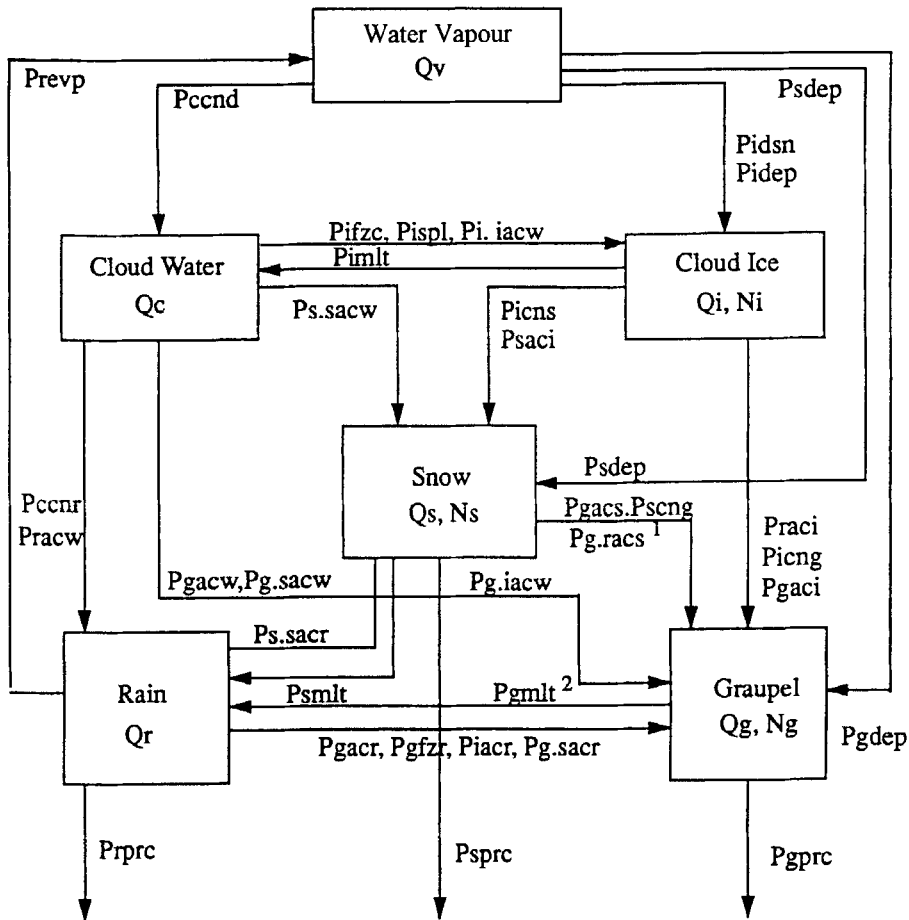 Water Vapour
Qv
Prevp
Pccnd
Psdep
Pidsn
Pidep
Pifzc, Pispl, Pi. iacw
Pimlt
Cloud Water
Qc
Cloud Ice
Qi, Ni
Ps.sacw
Picns
Psaci
Snow
Qs, Ns
Psdep
Pgacs.Pscng
Pg.racs 1
Pccnr
Pracw
Praci
Picng
Pgaci
Pgacw,Pg.sacw
Pg.iacw
Ps.sacr
Rain
Qr
Psmlt
Pgmlt 2
Graupel
Qg, Ng
Pgacr, Pgfzr, Piacr, Pg.sacr
Pgdep
Prprc
Psprc
Pgprc